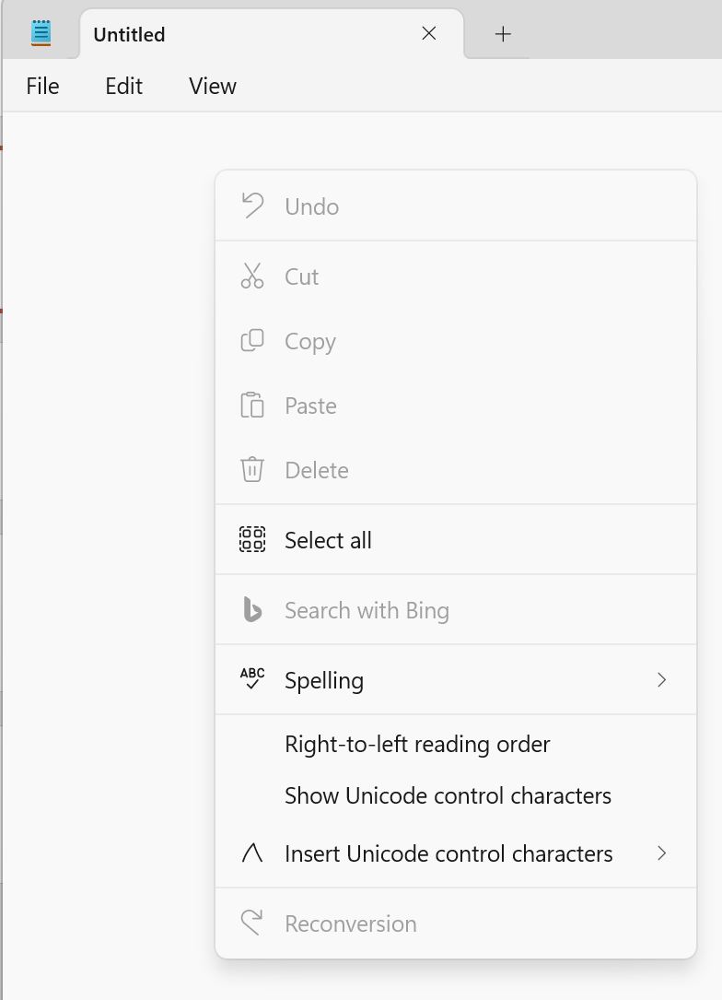 Untitled
File Edit View
Undo
Cut
Copy
Paste
Delete
Select all
Search with Bing
ABC
Spelling
Right-to-left reading order
Show Unicode control characters
Insert Unicode control characters
Reconversion